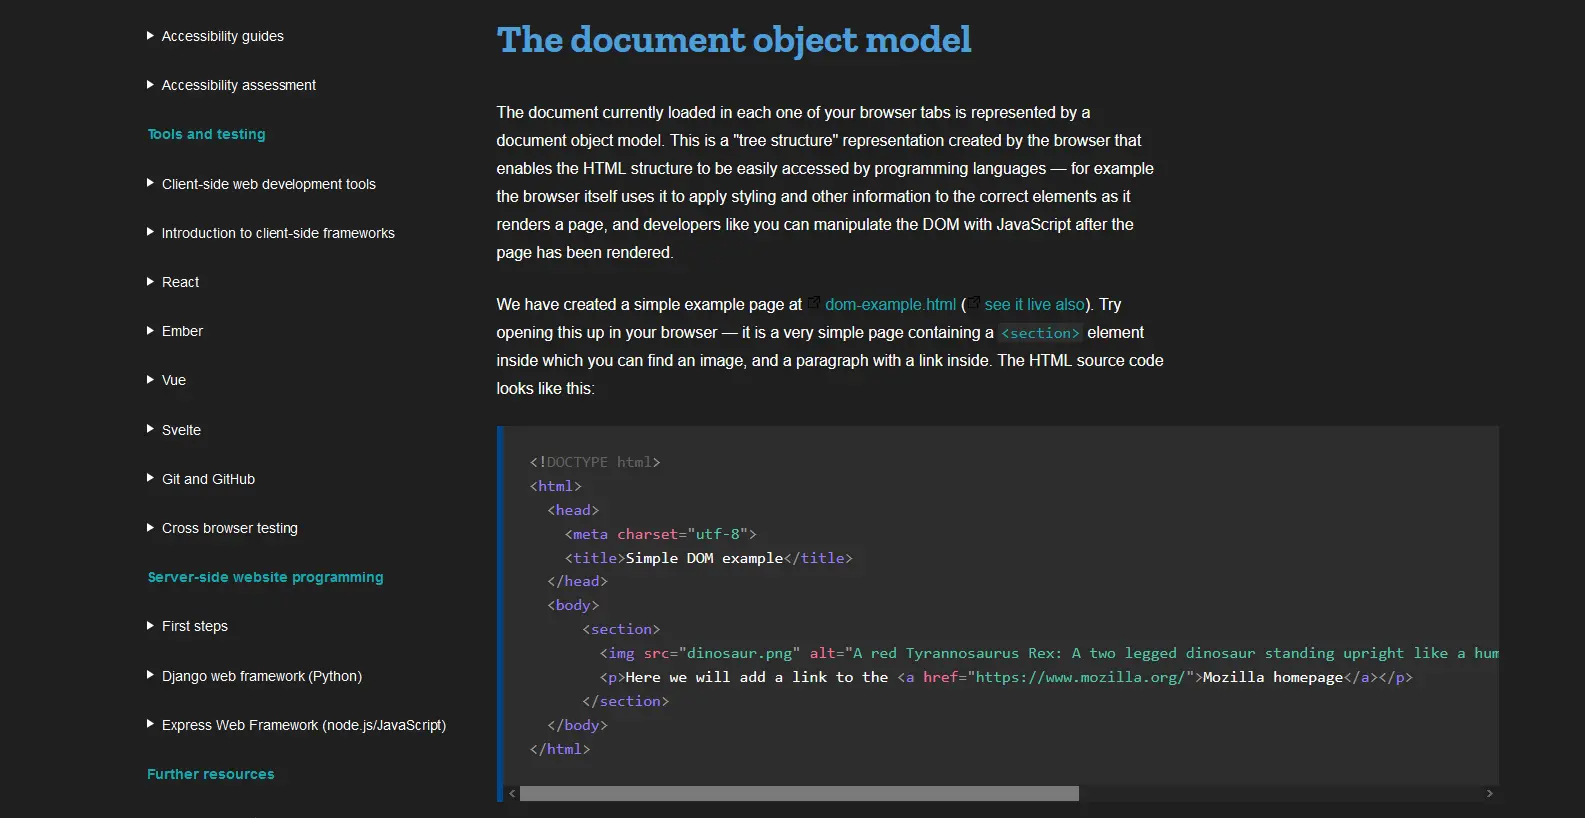 Accessibility guides
Accessibility assessment
Tools and testing
Client-side web development tools
Introduction to client-side frameworks
React
Ember
Vue
Svelte
Git and GitHub
Cross browser testing
Server-side website programming
First steps
Django web framework (Python)
Express Web Framework (node.js/JavaScript)
Further resources
The document object model
The document currently loaded in each one of your browser tabs is represented by a
document object model. This is a "tree structure" representation created by the browser that
enables the HTML structure to be easily accessed by programming languages — for example
the browser itself uses it to apply styling and other information to the correct elements as it
renders a page, and developers like you can manipulate the DOM with JavaScript after the
page has been rendered.
We have created a simple example page at dom-example.html (see it live also). Try
opening this up in your browser — it is a very simple page containing a <section> element
inside which you can find an image, and a paragraph with a link inside. The HTML source code
looks like this:
<!DOCTYPE html>
<html>
  <head>
    <meta charset="utf-8">
    <title>Simple DOM example</title>
  </head>
  <body>
      <section>
        <img src="dinosaur.png" alt="A red Tyrannosaurus Rex: A two legged dinosaur standing upright like a hum
        <p>Here we will add a link to the <a href="https://www.mozilla.org/">Mozilla homepage</a></p>
      </section>
  </body>
</html>